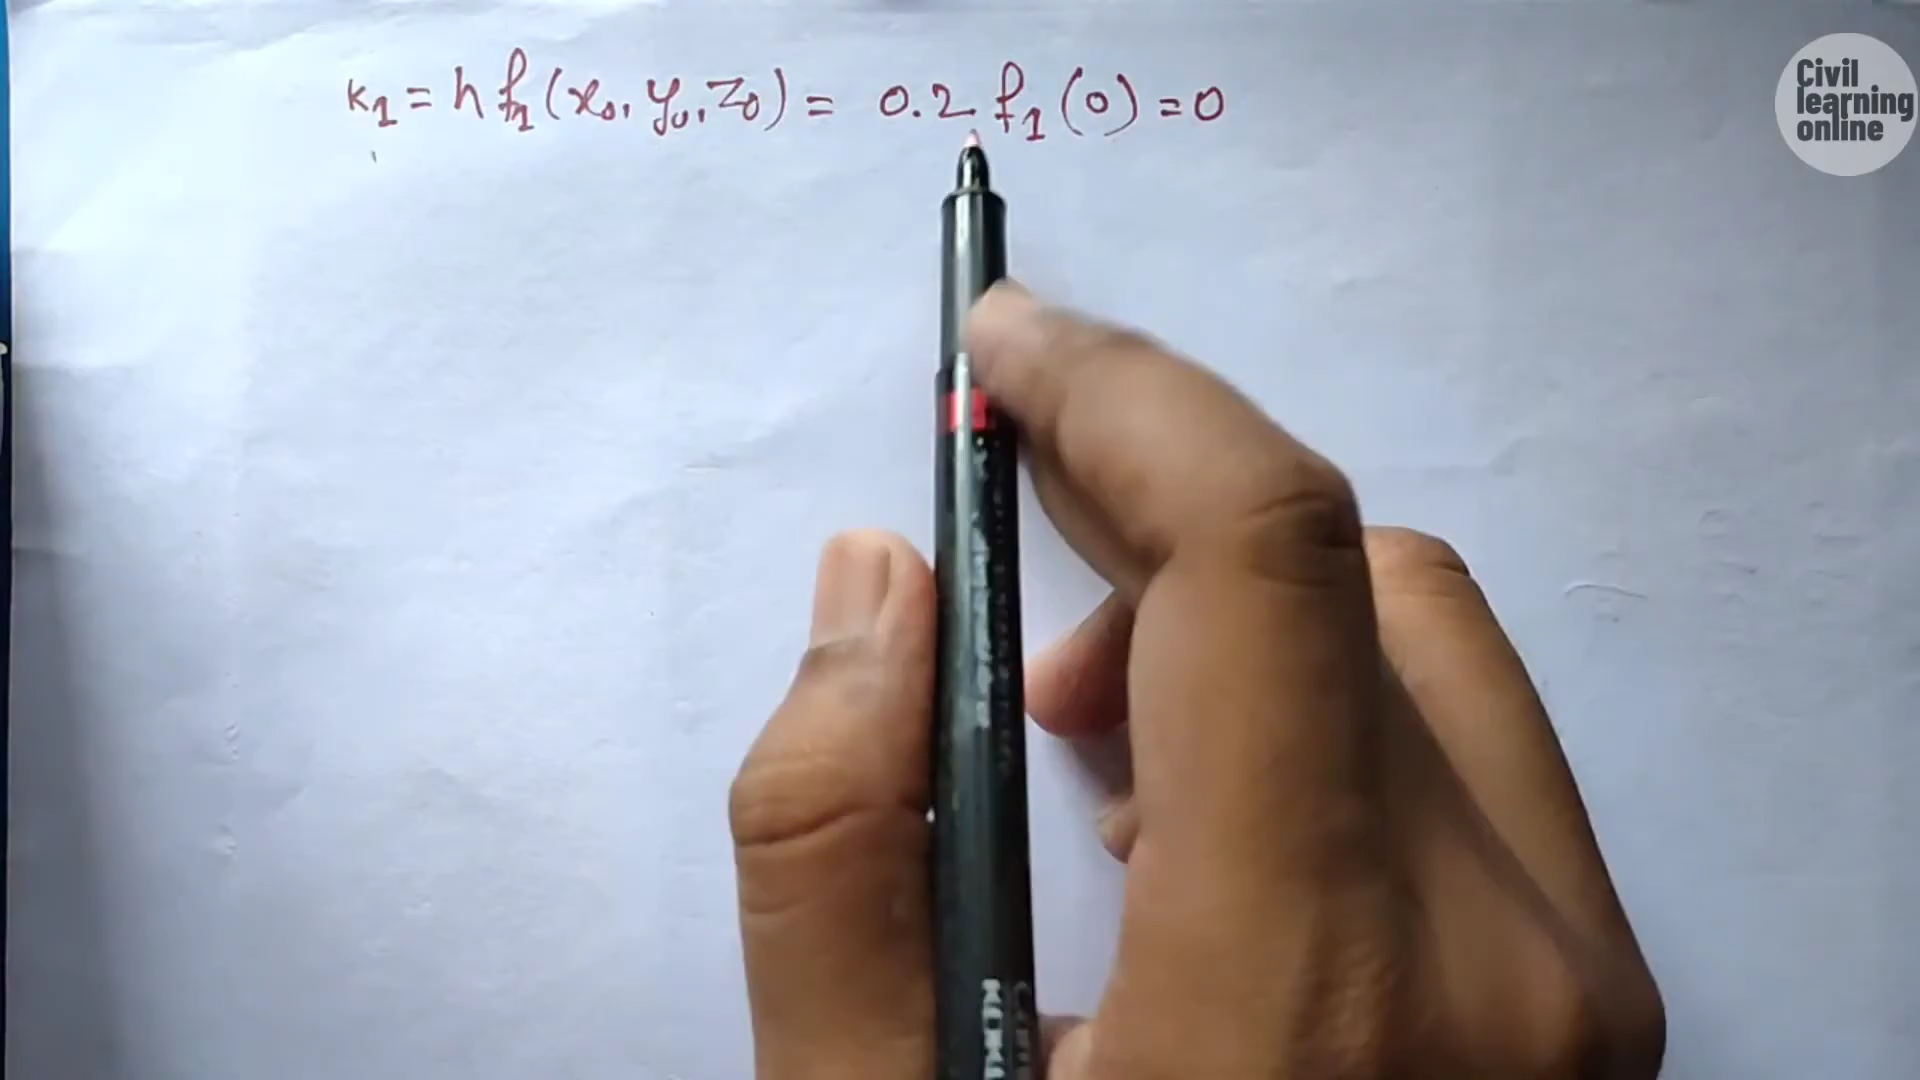 k₁ = h f₁ (x₀, y₀, z₀) = 0.2 f₁ (0) = 0
Civil
learning
online